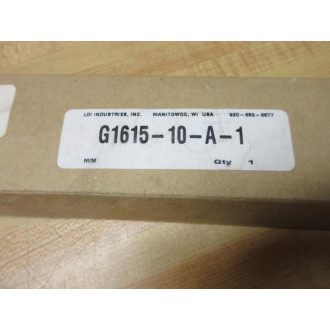 LDI INDUSTRIES, INC. MANITOWOC, WI USA
G1615-10-A-1
M/M Qty 1